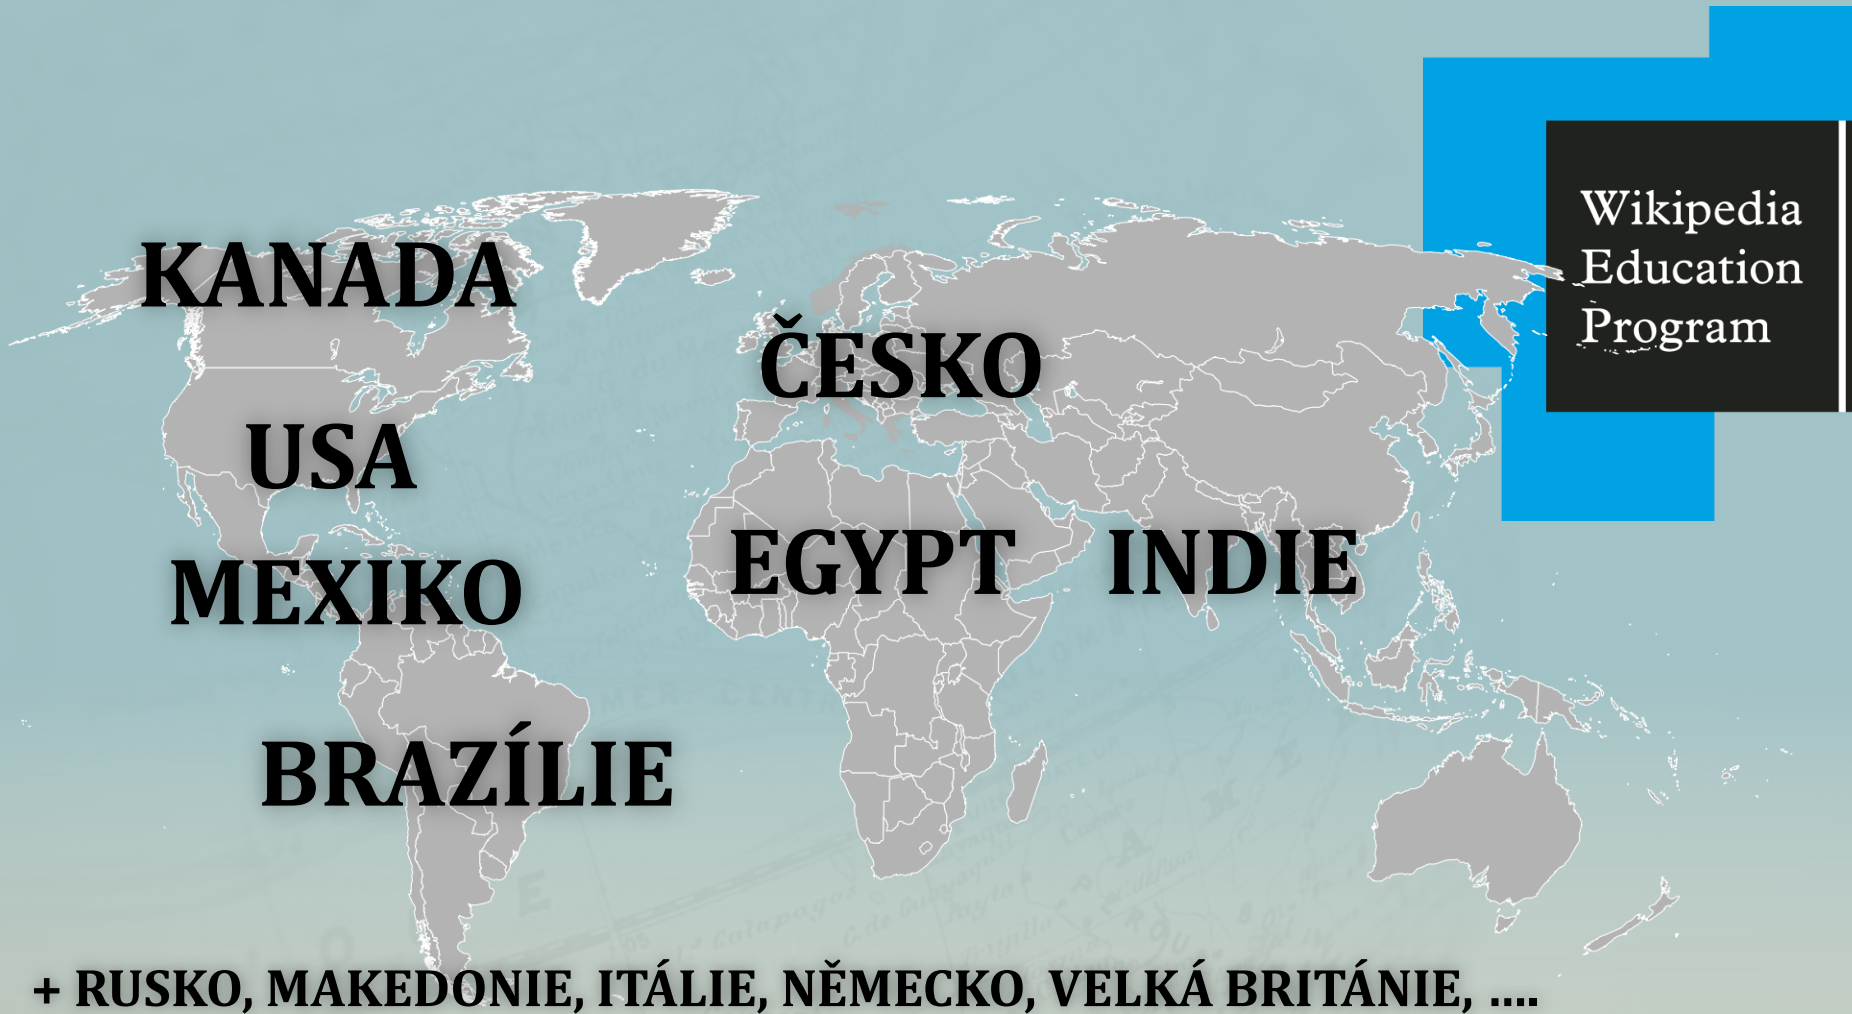 Wikipedia
Education
Program
KANADA
ČESKO
USA
EGYPT INDIE
MEXIKO
BRAZÍLIE
+ RUSKO, MAKEDONIE, ITÁLIE, NĚMECKO, VELKÁ BRITÁNIE, ....